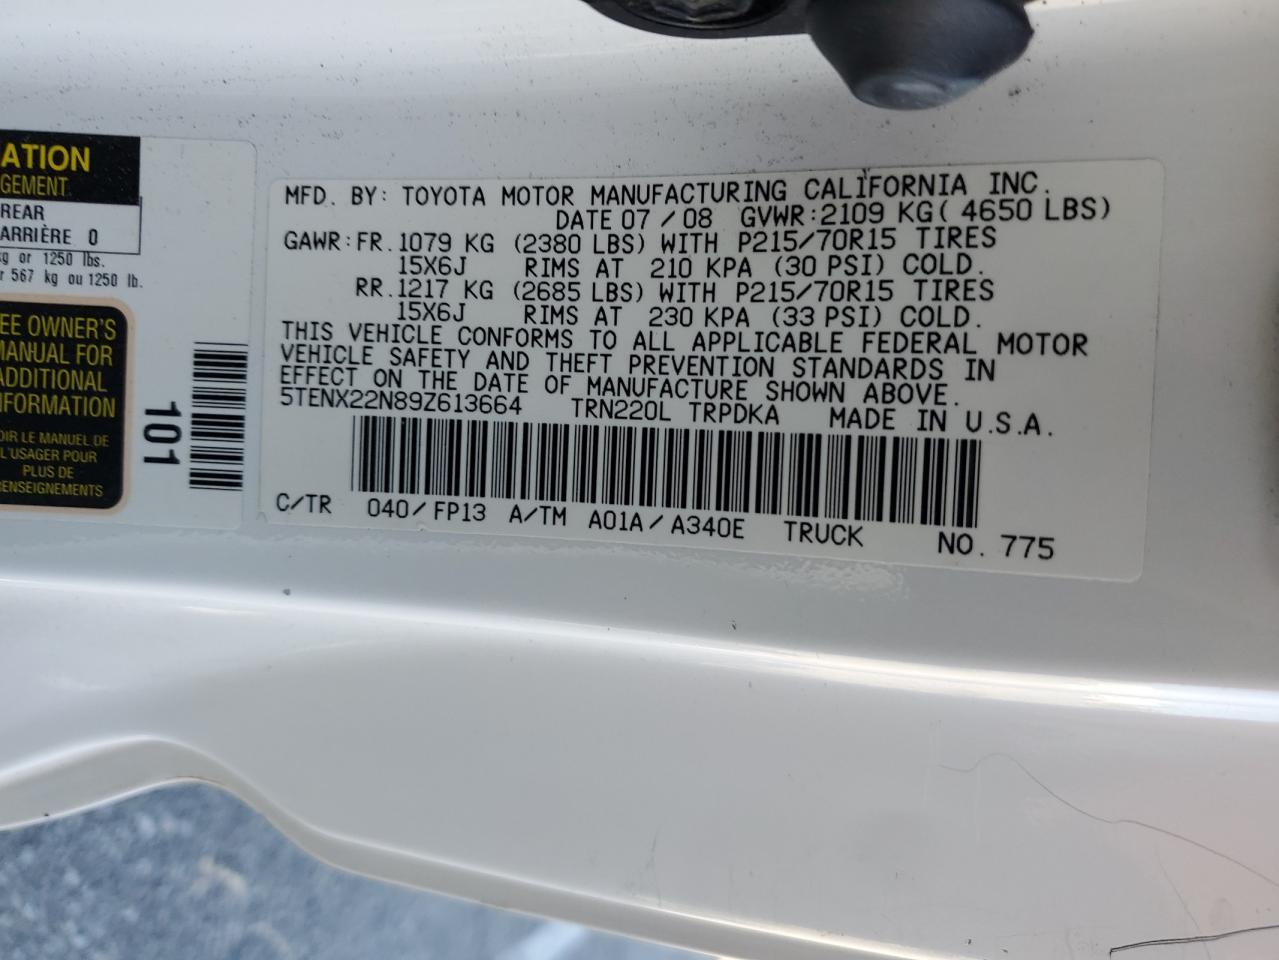 ATION
GEMENT
REAR
ARRIÈRE 0
kg or 1250 lbs.
r 567 kg ou 1250 lb.
EE OWNER'S
MANUAL FOR
ADDITIONAL
NFORMATION
OIR LE MANUEL DE
L'USAGER POUR
PLUS DE
ENSEIGNEMENTS
101
MFD. BY: TOYOTA MOTOR MANUFACTURING CALIFORNIA INC.
DATE 07 / 08 GVWR: 2109 KG ( 4650 LBS)
GAWR: FR. 1079 KG (2380 LBS) WITH P215/70R15 TIRES
15X6J RIMS AT 210 KPA (30 PSI) COLD.
RR. 1217 KG (2685 LBS) WITH P215/70R15 TIRES
15X6J RIMS AT 230 KPA (33 PSI) COLD.
THIS VEHICLE CONFORMS TO ALL APPLICABLE FEDERAL MOTOR
VEHICLE SAFETY AND THEFT PREVENTION STANDARDS IN
EFFECT ON THE DATE OF MANUFACTURE SHOWN ABOVE.
5TENX22N89Z613664 TRN220L TRPDKA MADE IN U.S.A.
C/TR 040/FP13 A/TM A01A/A340E TRUCK NO. 775